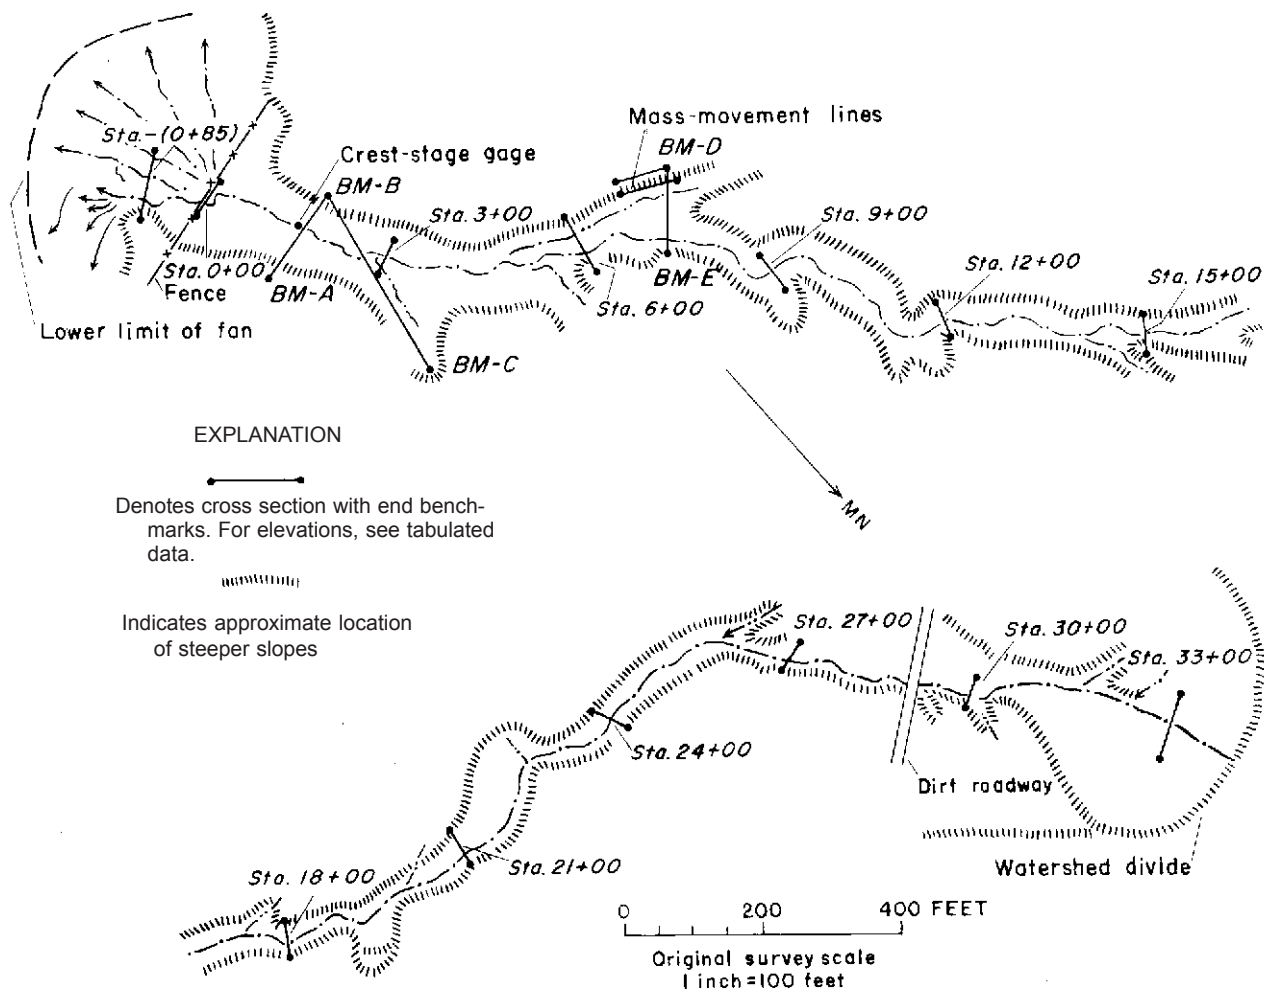 Mass-movement lines
Sta.-(0+85)
BM-D
Crest-stage gage
BM-B
Sta. 3+00
Sta. 9+00
Sta. 12+00
Sta. 15+00
Sta. 0+00
Fence
BM-A
BM-E
Sta. 6+00
Lower limit of fan
BM-C
EXPLANATION
Denotes cross section with end bench-
marks. For elevations, see tabulated
data.
MN
Indicates approximate location
of steeper slopes
Sta. 27+00
Sta. 30+00
Sta. 33+00
Sta. 24+00
Dirt roadway
Sta. 21+00
Watershed divide
Sta. 18+00
0 200 400 FEET
Original survey scale
1 inch=100 feet